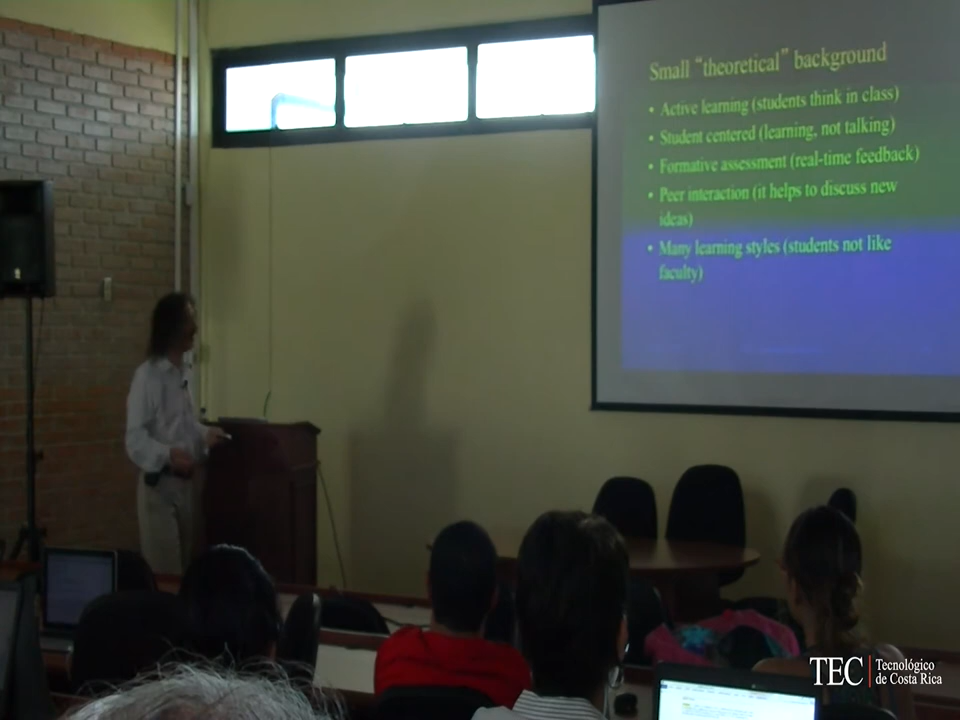 Small “theoretical” background
• Active learning (students think in class)
• Student centered (learning, not talking)
• Formative assessment (real-time feedback)
• Peer interaction (it helps to discuss new
ideas)
• Many learning styles (students not like
faculty)
TEC | Tecnológico
de Costa Rica